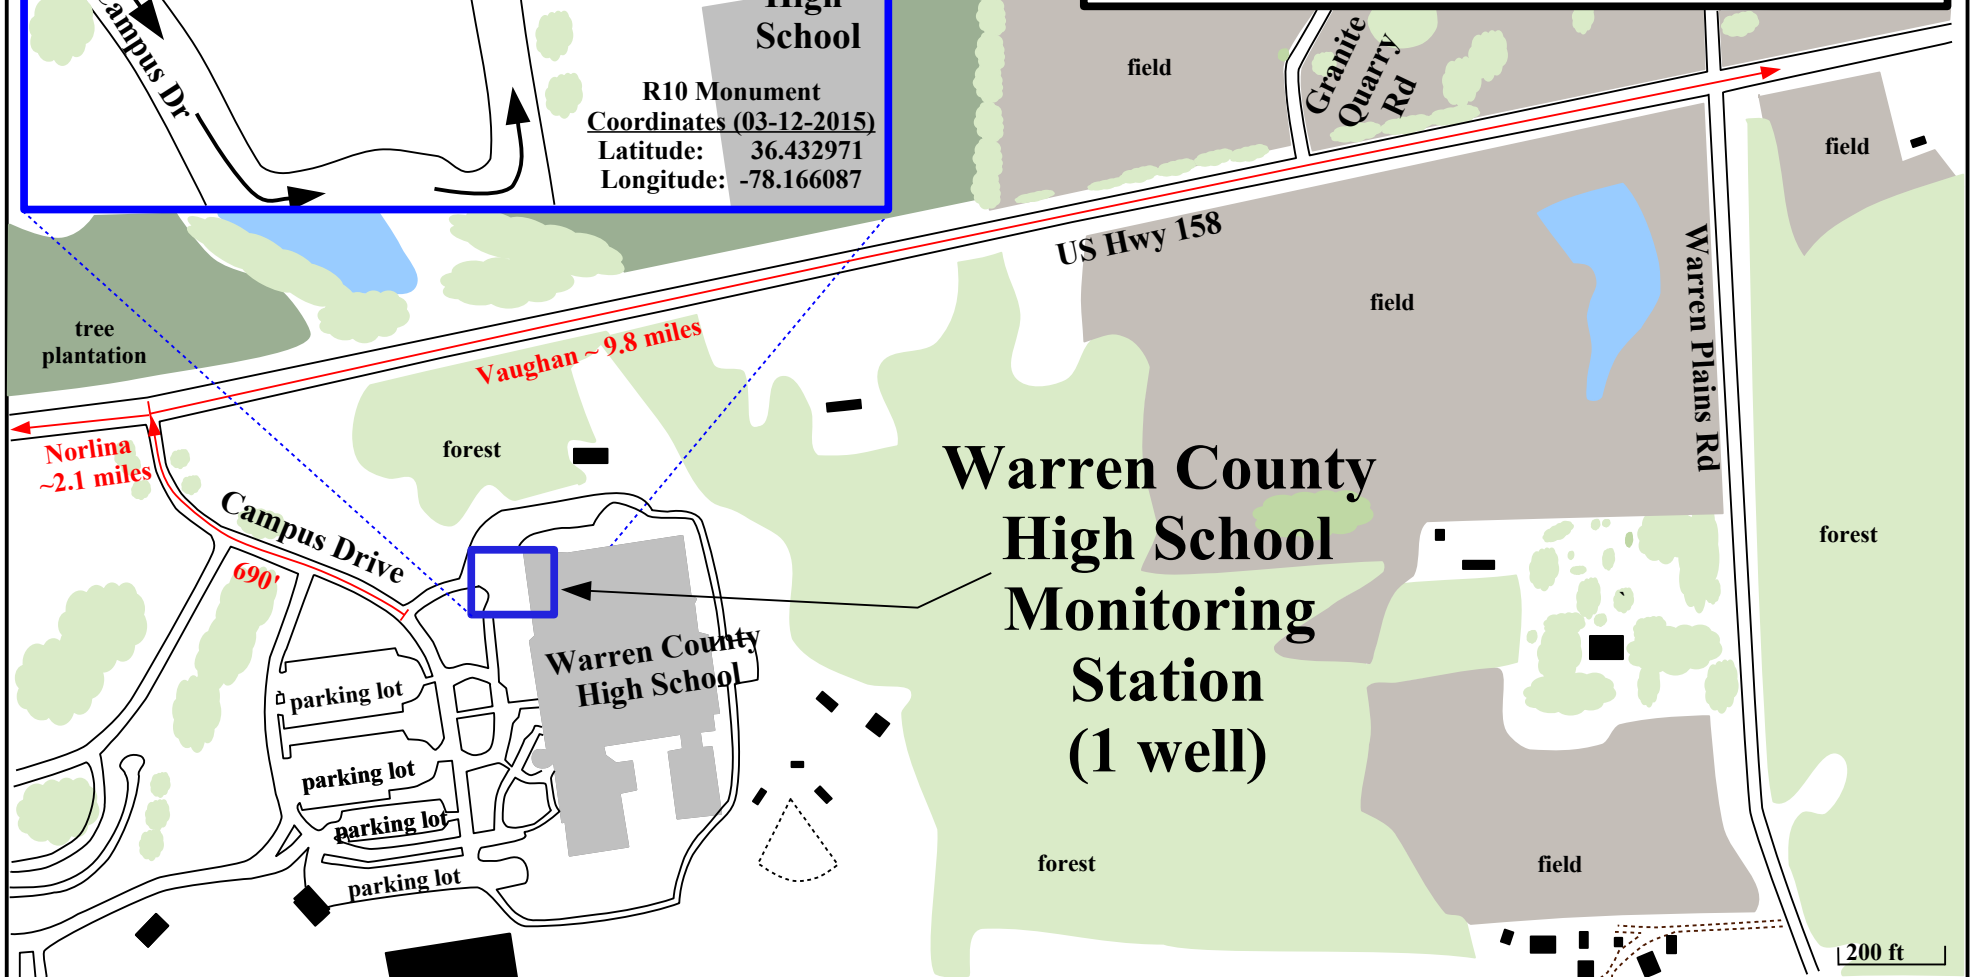 High
School
Campus Dr
R10 Monument
Coordinates (03-12-2015)
Latitude: 36.432971
Longitude: -78.166087
field
Granite
Quarry
Rd
field
US Hwy 158
field
Warren Plains Rd
tree
plantation
Vaughan ~ 9.8 miles
Norlina
~2.1 miles
forest
Campus Drive
690'
Warren County
High School
Monitoring
Station
(1 well)
forest
Warren County
High School
parking lot
parking lot
parking lot
parking lot
forest
field
200 ft